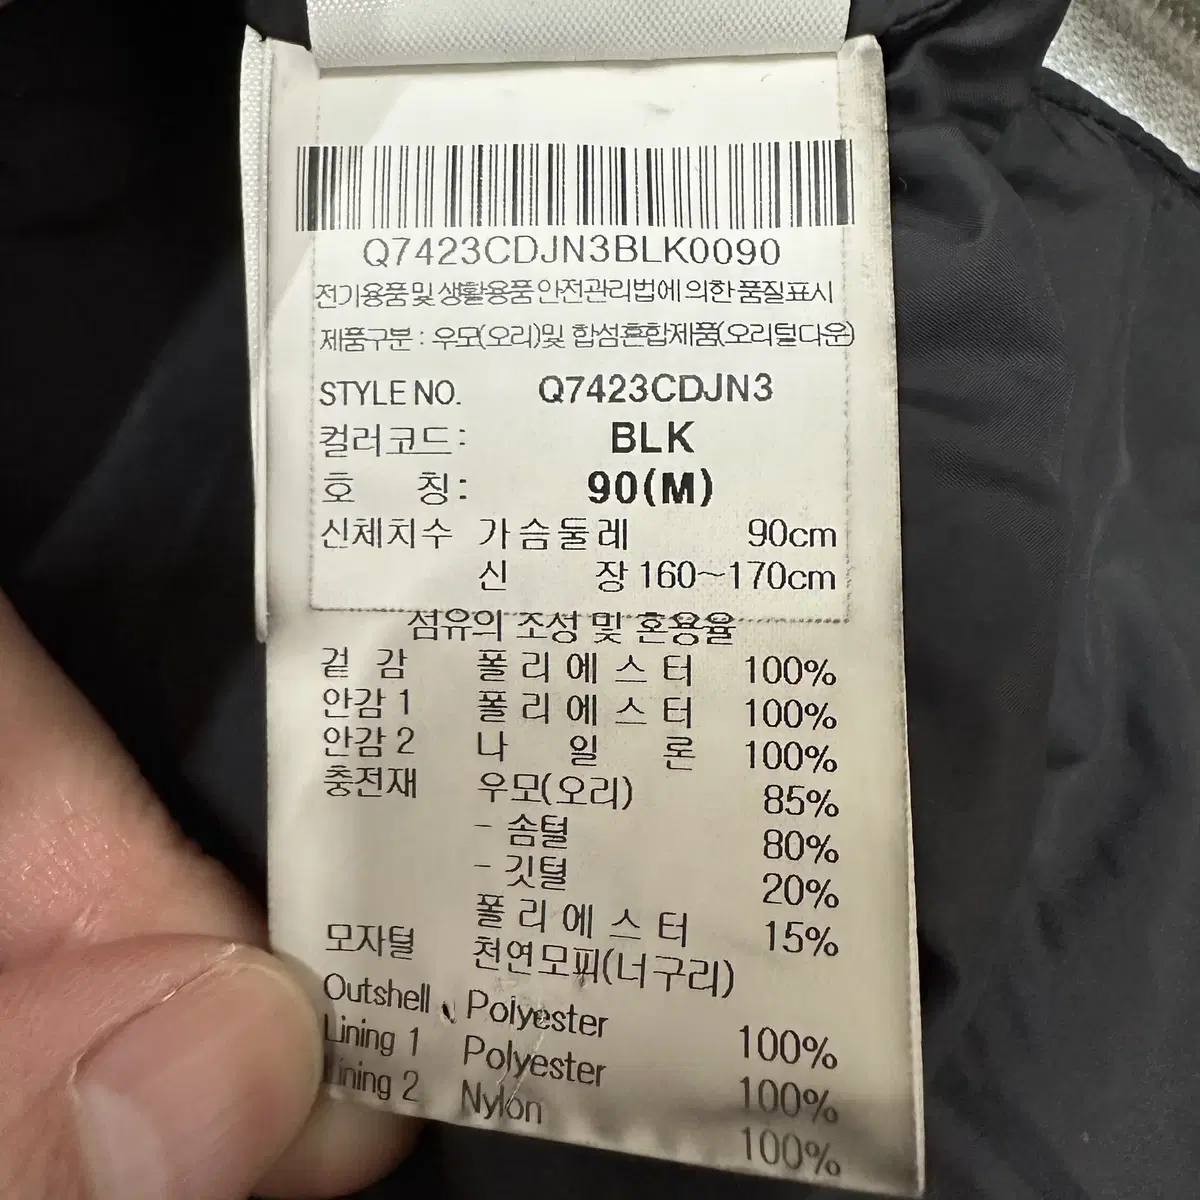 Q7423CDJN3BLK0090
전기용품 및 생활용품 안전관리법에 의한 품질표시
제품구분 : 우모(오리)및 합섬혼합제품(오리털다운)
STYLE NO. Q7423CDJN3
컬러코드: BLK
호 칭: 90(M)
신체치수 가슴둘레 90cm
신 장 160~170cm
섬유의 조성 및 혼용율
겉 감 폴리에스터 100%
안감 1 폴리에스터 100%
안감 2 나 일 론 100%
충전재 우모(오리) 85%
- 솜털 80%
- 깃털 20%
폴리에스터 15%
모자털 천연모피(너구리)
Outshell Polyester 100%
Lining 1 Polyester 100%
Lining 2 Nylon 100%